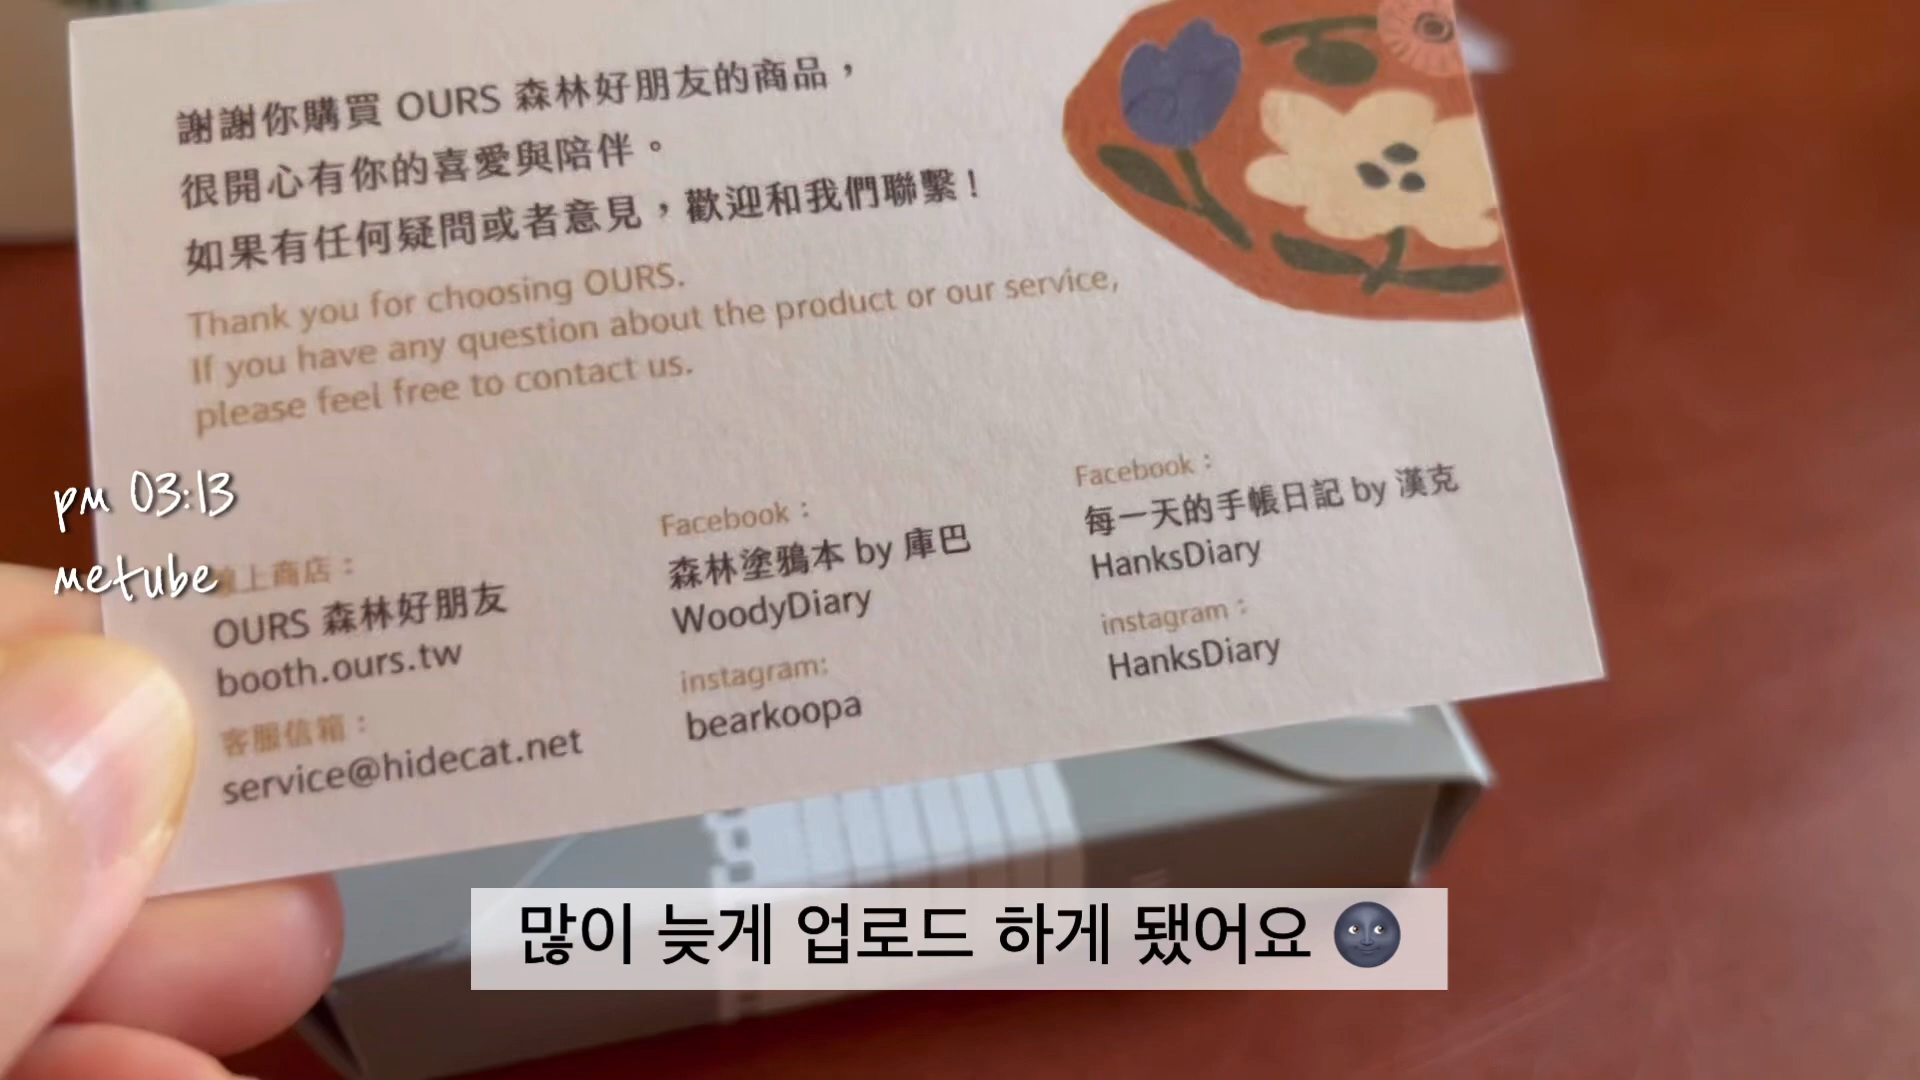 謝謝你購買 OURS 森林好朋友的商品，
很開心有你的喜愛與陪伴。
如果有任何疑問或者意見，歡迎和我們聯繫！
Thank you for choosing OURS.
If you have any question about the product or our service,
please feel free to contact us.
pm 03:13
metube
線上商店：
OURS 森林好朋友
booth.ours.tw
客服信箱：
service@hidecat.net
Facebook：
森林塗鴉本 by 庫巴
WoodyDiary
instagram:
bearkoopa
Facebook：
每一天的手帳日記 by 漢克
HanksDiary
instagram：
HanksDiary
많이 늦게 업로드 하게 됐어요 🌚